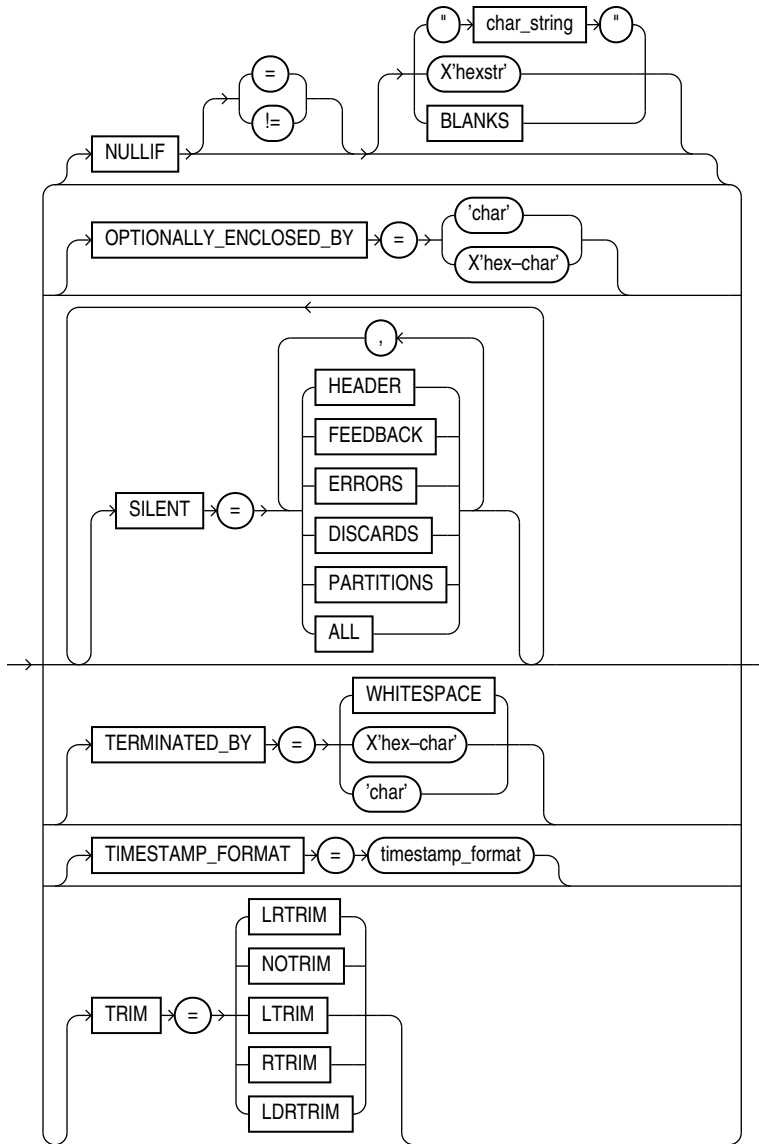 " char_string "
=
X'hexstr'
!=
BLANKS
NULLIF
'char'
OPTIONALLY_ENCLOSED_BY =
X'hex–char'
,
HEADER
FEEDBACK
ERRORS
SILENT =
DISCARDS
PARTITIONS
ALL
WHITESPACE
TERMINATED_BY = X'hex–char'
'char'
TIMESTAMP_FORMAT = timestamp_format
LRTRIM
NOTRIM
TRIM = LTRIM
RTRIM
LDRTRIM